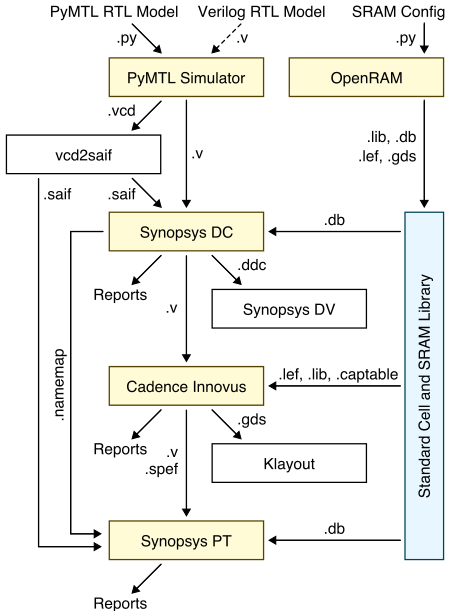 PyMTL RTL Model
Verilog RTL Model
SRAM Config
.py
.v
.py
PyMTL Simulator
OpenRAM
.vcd
.lib, .db
.lef, .gds
vcd2saif
.v
.saif
.saif
Synopsys DC
.db
.ddc
Reports
.v
Synopsys DV
Standard Cell and SRAM Library
.namemap
Cadence Innovus
.lef, .lib, .captable
.gds
Reports
.v
.spef
Klayout
Synopsys PT
.db
Reports